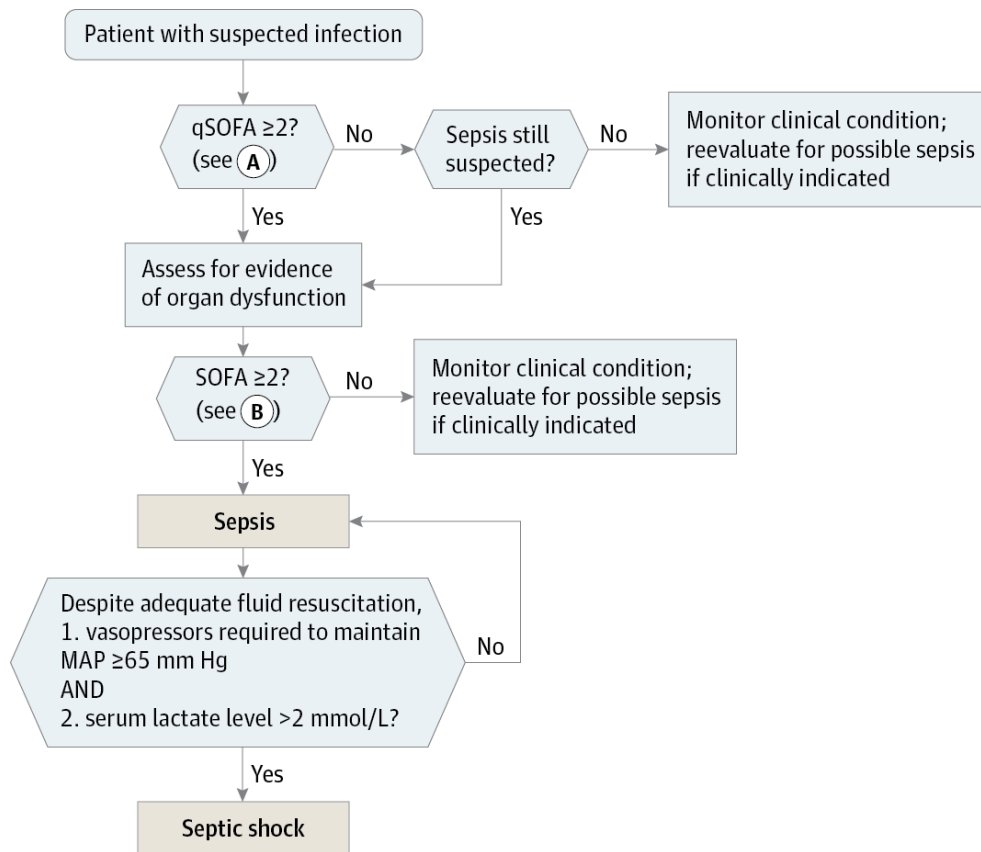 Patient with suspected infection
qSOFA ≥2?
(see A)
No
Sepsis still
suspected?
No
Monitor clinical condition;
reevaluate for possible sepsis
if clinically indicated
Yes
Yes
Assess for evidence
of organ dysfunction
SOFA ≥2?
(see B)
No
Monitor clinical condition;
reevaluate for possible sepsis
if clinically indicated
Yes
Sepsis
Despite adequate fluid resuscitation,
1. vasopressors required to maintain
MAP ≥65 mm Hg
AND
2. serum lactate level >2 mmol/L?
No
Yes
Septic shock